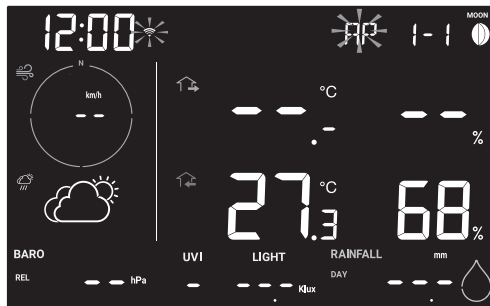 12:00 AP 1-1 MOON
N
km/h
--
°C
--.-
--
%
27.3 °C
68%
BARO
REL -- hPa
UVI
-
LIGHT
---.- Klux
RAINFALL mm
DAY ---.-